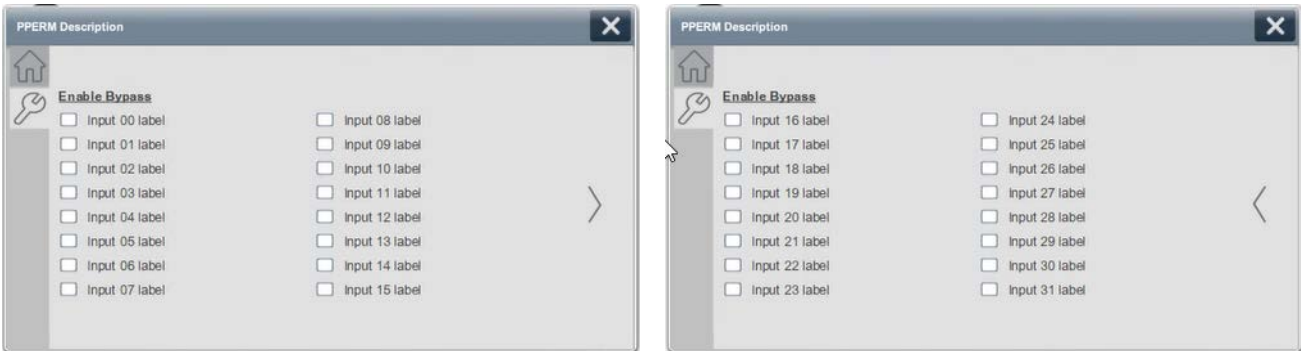 PPERM Description
Enable Bypass
Input 00 label
Input 01 label
Input 02 label
Input 03 label
Input 04 label
Input 05 label
Input 06 label
Input 07 label
Input 08 label
Input 09 label
Input 10 label
Input 11 label
Input 12 label
Input 13 label
Input 14 label
Input 15 label
PPERM Description
Enable Bypass
Input 16 label
Input 17 label
Input 18 label
Input 19 label
Input 20 label
Input 21 label
Input 22 label
Input 23 label
Input 24 label
Input 25 label
Input 26 label
Input 27 label
Input 28 label
Input 29 label
Input 30 label
Input 31 label